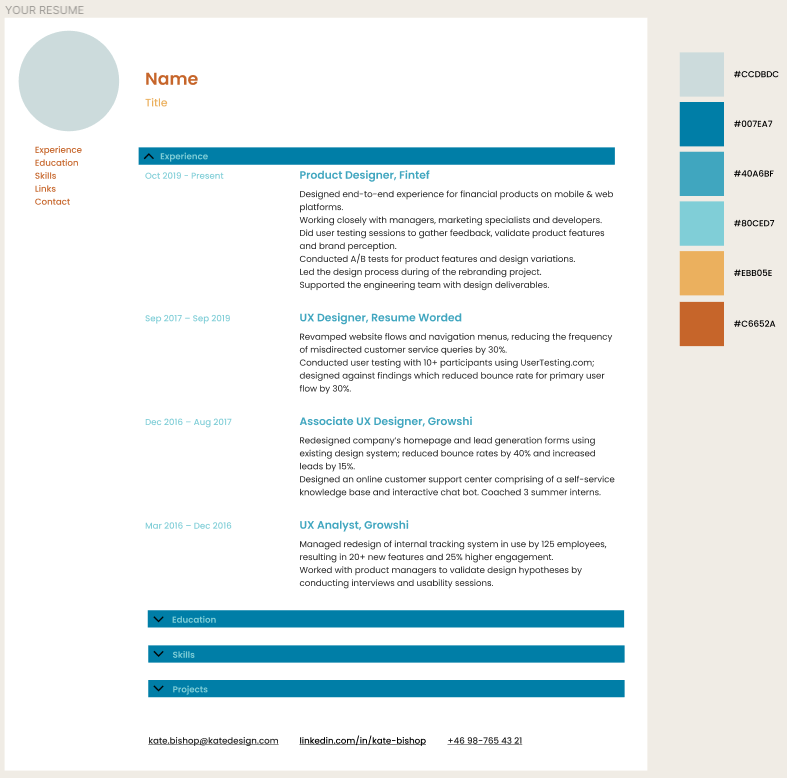 YOUR RESUME
Name
Title
Experience
Education
Skills
Links
Contact
Experience
Oct 2019 - Present
Product Designer, Fintef
Designed end-to-end experience for financial products on mobile & web
platforms.
Working closely with managers, marketing specialists and developers.
Did user testing sessions to gather feedback, validate product features
and brand perception.
Conducted A/B tests for product features and design variations.
Led the design process during of the rebranding project.
Supported the engineering team with design deliverables.
Sep 2017 – Sep 2019
UX Designer, Resume Worded
Revamped website flows and navigation menus, reducing the frequency
of misdirected customer service queries by 30%.
Conducted user testing with 10+ participants using UserTesting.com;
designed against findings which reduced bounce rate for primary user
flow by 30%.
Dec 2016 – Aug 2017
Associate UX Designer, Growshi
Redesigned company's homepage and lead generation forms using
existing design system; reduced bounce rates by 40% and increased
leads by 15%.
Designed an online customer support center comprising of a self-service
knowledge base and interactive chat bot. Coached 3 summer interns.
Mar 2016 – Dec 2016
UX Analyst, Growshi
Managed redesign of internal tracking system in use by 125 employees,
resulting in 20+ new features and 25% higher engagement.
Worked with product managers to validate design hypotheses by
conducting interviews and usability sessions.
Education
Skills
Projects
kate.bishop@katedesign.com
linkedin.com/in/kate-bishop
+46 98-765 43 21
#CCDBDC
#007EA7
#40A6BF
#80CED7
#EBB05E
#C6652A